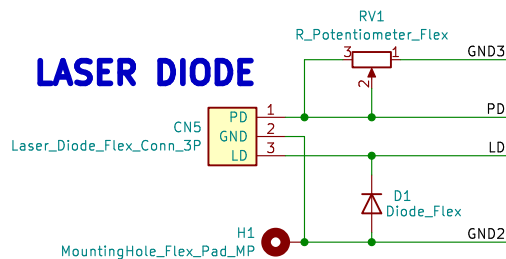 RV1
R_Potentiometer_Flex
3
1
GND3
2
LASER DIODE
PD
1
PD
CN5
GND
2
Laser_Diode_Flex_Conn_3P
LD
3
LD
D1
Diode_Flex
H1
GND2
MountingHole_Flex_Pad_MP